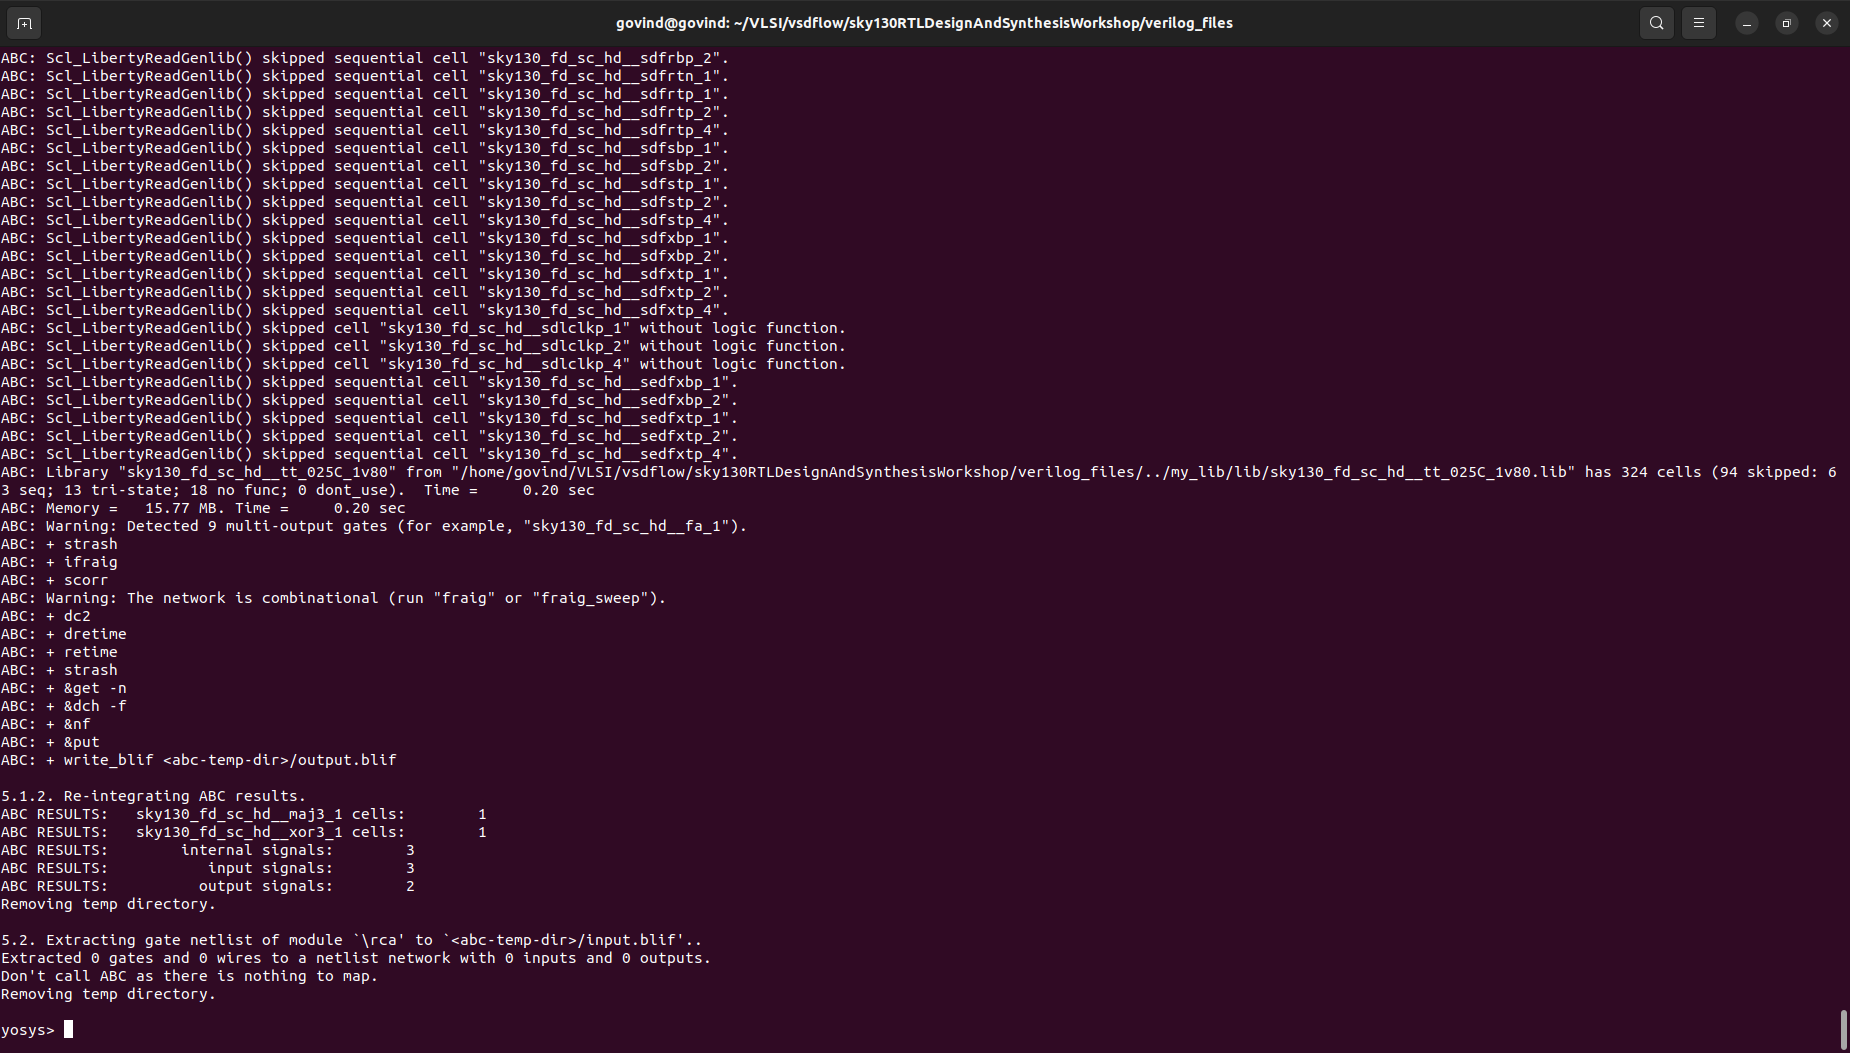 govind@govind: ~/VLSI/vsdflow/sky130RTLDesignAndSynthesisWorkshop/verilog_files
ABC: Scl_LibertyReadGenlib() skipped sequential cell "sky130_fd_sc_hd__sdfrbp_2".
ABC: Scl_LibertyReadGenlib() skipped sequential cell "sky130_fd_sc_hd__sdfrtn_1".
ABC: Scl_LibertyReadGenlib() skipped sequential cell "sky130_fd_sc_hd__sdfrtp_1".
ABC: Scl_LibertyReadGenlib() skipped sequential cell "sky130_fd_sc_hd__sdfrtp_2".
ABC: Scl_LibertyReadGenlib() skipped sequential cell "sky130_fd_sc_hd__sdfrtp_4".
ABC: Scl_LibertyReadGenlib() skipped sequential cell "sky130_fd_sc_hd__sdfsbp_1".
ABC: Scl_LibertyReadGenlib() skipped sequential cell "sky130_fd_sc_hd__sdfsbp_2".
ABC: Scl_LibertyReadGenlib() skipped sequential cell "sky130_fd_sc_hd__sdfstp_1".
ABC: Scl_LibertyReadGenlib() skipped sequential cell "sky130_fd_sc_hd__sdfstp_2".
ABC: Scl_LibertyReadGenlib() skipped sequential cell "sky130_fd_sc_hd__sdfstp_4".
ABC: Scl_LibertyReadGenlib() skipped sequential cell "sky130_fd_sc_hd__sdfxbp_1".
ABC: Scl_LibertyReadGenlib() skipped sequential cell "sky130_fd_sc_hd__sdfxbp_2".
ABC: Scl_LibertyReadGenlib() skipped sequential cell "sky130_fd_sc_hd__sdfxtp_1".
ABC: Scl_LibertyReadGenlib() skipped sequential cell "sky130_fd_sc_hd__sdfxtp_2".
ABC: Scl_LibertyReadGenlib() skipped sequential cell "sky130_fd_sc_hd__sdfxtp_4".
ABC: Scl_LibertyReadGenlib() skipped cell "sky130_fd_sc_hd__sdlclkp_1" without logic function.
ABC: Scl_LibertyReadGenlib() skipped cell "sky130_fd_sc_hd__sdlclkp_2" without logic function.
ABC: Scl_LibertyReadGenlib() skipped cell "sky130_fd_sc_hd__sdlclkp_4" without logic function.
ABC: Scl_LibertyReadGenlib() skipped sequential cell "sky130_fd_sc_hd__sedfxbp_1".
ABC: Scl_LibertyReadGenlib() skipped sequential cell "sky130_fd_sc_hd__sedfxbp_2".
ABC: Scl_LibertyReadGenlib() skipped sequential cell "sky130_fd_sc_hd__sedfxtp_1".
ABC: Scl_LibertyReadGenlib() skipped sequential cell "sky130_fd_sc_hd__sedfxtp_2".
ABC: Scl_LibertyReadGenlib() skipped sequential cell "sky130_fd_sc_hd__sedfxtp_4".
ABC: Library "sky130_fd_sc_hd__tt_025C_1v80" from "/home/govind/VLSI/vsdflow/sky130RTLDesignAndSynthesisWorkshop/verilog_files/../my_lib/lib/sky130_fd_sc_hd__tt_025C_1v80.lib" has 324 cells (94 skipped: 6
3 seq; 13 tri-state; 18 no func; 0 dont_use).  Time =     0.20 sec
ABC: Memory =   15.77 MB. Time =     0.20 sec
ABC: Warning: Detected 9 multi-output gates (for example, "sky130_fd_sc_hd__fa_1").
ABC: + strash
ABC: + ifraig
ABC: + scorr
ABC: Warning: The network is combinational (run "fraig" or "fraig_sweep").
ABC: + dc2
ABC: + dretime
ABC: + retime
ABC: + strash
ABC: + &get -n
ABC: + &dch -f
ABC: + &nf
ABC: + &put
ABC: + write_blif <abc-temp-dir>/output.blif
5.1.2. Re-integrating ABC results.
ABC RESULTS:   sky130_fd_sc_hd__maj3_1 cells:        1
ABC RESULTS:   sky130_fd_sc_hd__xor3_1 cells:        1
ABC RESULTS:        internal signals:        3
ABC RESULTS:           input signals:        3
ABC RESULTS:          output signals:        2
Removing temp directory.
5.2. Extracting gate netlist of module `\rca' to `<abc-temp-dir>/input.blif'..
Extracted 0 gates and 0 wires to a netlist network with 0 inputs and 0 outputs.
Don't call ABC as there is nothing to map.
Removing temp directory.
yosys>